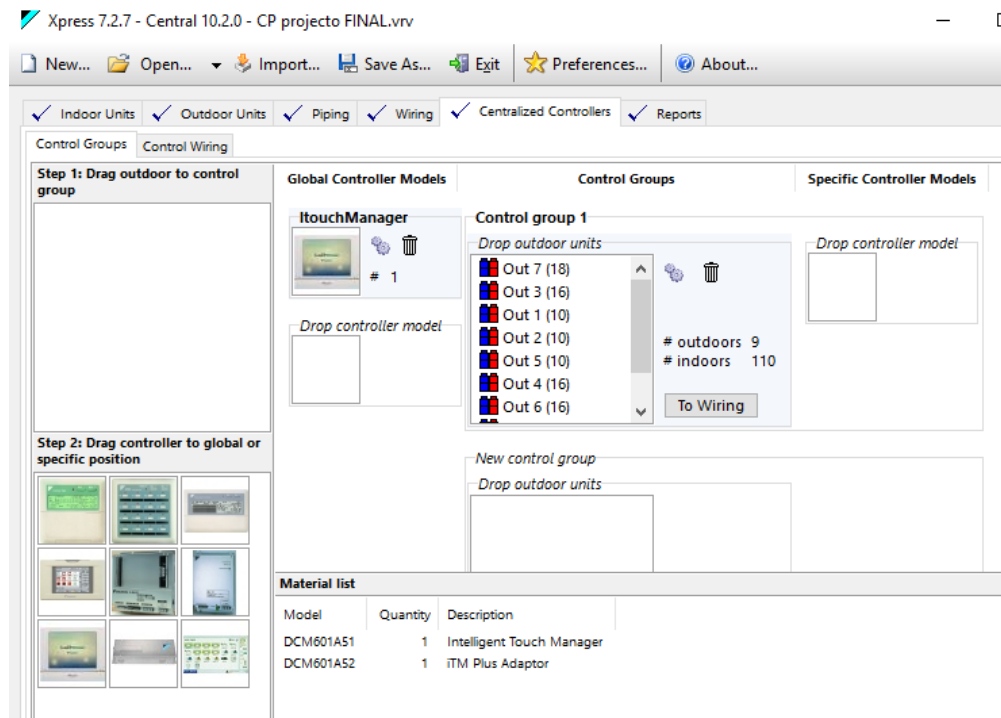 Xpress 7.2.7 - Central 10.2.0 - CP projecto FINAL.vrv
New... Open... Import... Save As... Exit Preferences... About...
Indoor Units Outdoor Units Piping Wiring Centralized Controllers Reports
Control Groups Control Wiring
Step 1: Drag outdoor to control
group
Global Controller Models Control Groups Specific Controller Models
ItouchManager
# 1
Drop controller model
Control group 1
Drop outdoor units
Out 7 (18)
Out 3 (16)
Out 1 (10)
Out 2 (10)
Out 5 (10)
Out 4 (16)
Out 6 (16)
# outdoors 9
# indoors 110
To Wiring
Drop controller model
New control group
Drop outdoor units
Step 2: Drag controller to global or
specific position
Material list
Model Quantity Description
DCM601A51 1 Intelligent Touch Manager
DCM601A52 1 iTM Plus Adaptor